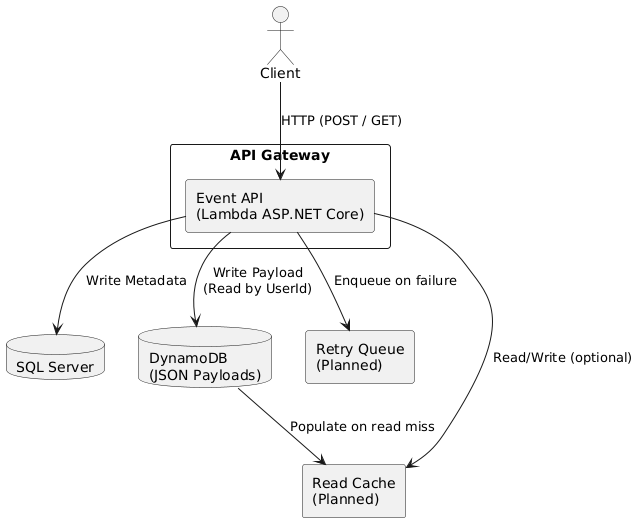 Client
HTTP (POST / GET)
API Gateway
Event API
(Lambda ASP.NET Core)
Write Metadata
Write Payload
(Read by UserId)
Enqueue on failure
SQL Server
DynamoDB
(JSON Payloads)
Retry Queue
(Planned)
Read/Write (optional)
Populate on read miss
Read Cache
(Planned)